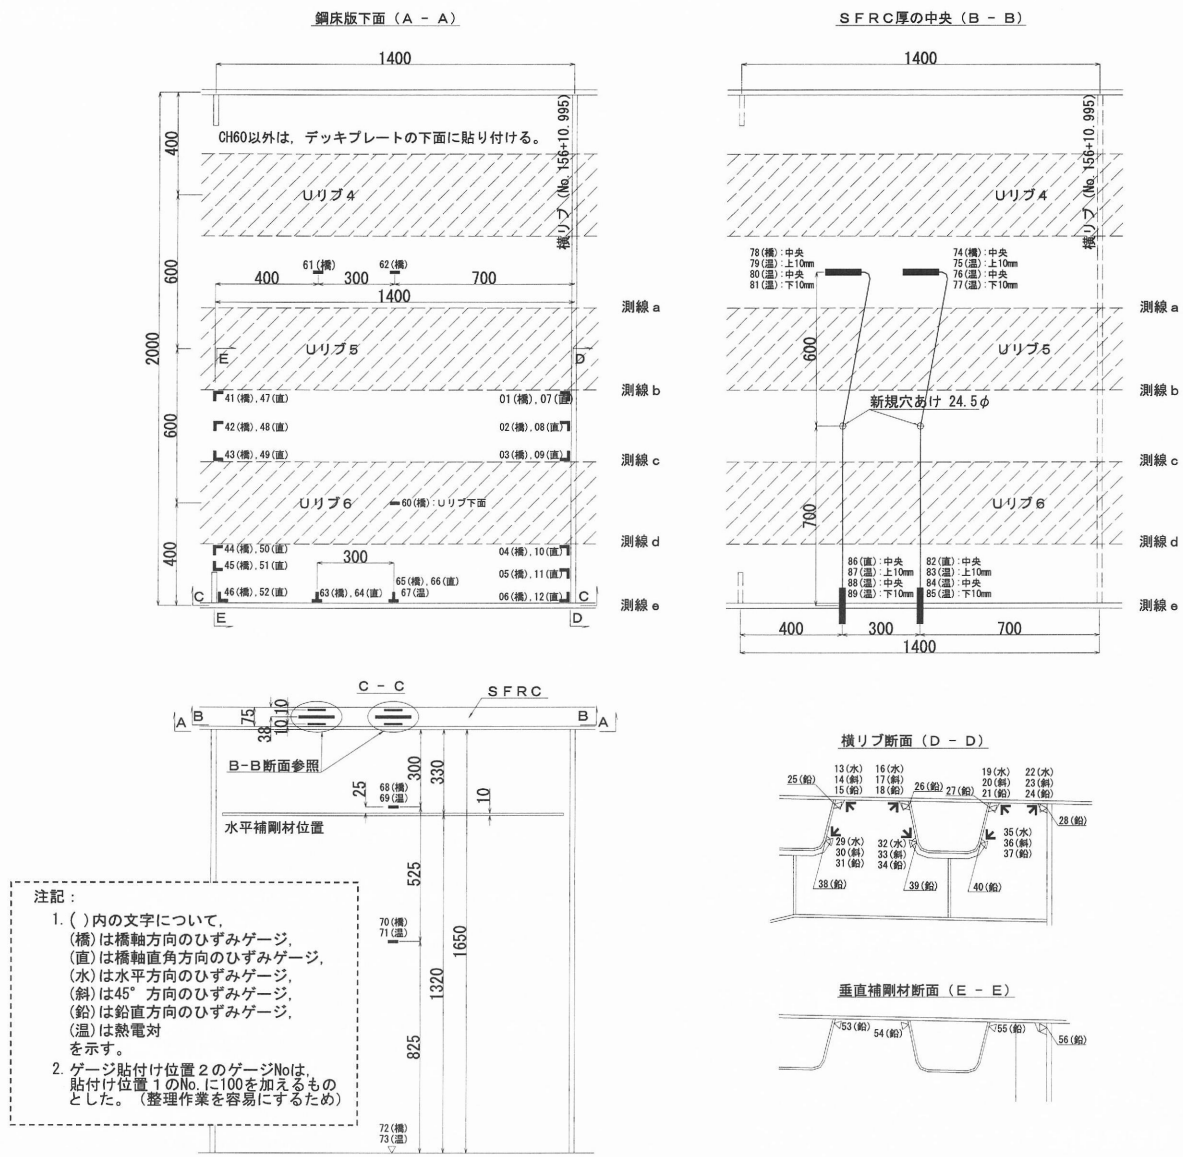 鋼床版下面（A - A）
1400
400
600
2000
600
400
CH60以外は，デッキプレートの下面に貼り付ける。
横リブ (No.156+10.995)
Uリブ4
61(橋)
62(橋)
400
300
700
1400
測線a
Uリブ5
E
D
測線b
41(橋),47(直)
01(橋),07(直)
42(橋),48(直)
02(橋),08(直)
43(橋),49(直)
03(橋),09(直)
測線c
Uリブ6
60(橋):Uリブ下面
測線d
44(橋),50(直)
04(橋),10(直)
300
45(橋),51(直)
05(橋),11(直)
46(橋),52(直)
63(橋),64(直)
65(橋),66(直)
67(温)
06(橋),12(直)
C
C
測線e
E
D
SFRC厚の中央（B - B）
1400
横リブ (No.156+10.995)
Uリブ4
78(橋):中央
79(温):上10mm
80(温):中央
81(温):下10mm
74(橋):中央
75(温):上10mm
76(温):中央
77(温):下10mm
測線a
600
Uリブ5
測線b
新規穴あけ 24.5φ
測線c
Uリブ6
700
測線d
86(直):中央
87(温):上10mm
88(温):中央
89(温):下10mm
82(直):中央
83(温):上10mm
84(温):中央
85(温):下10mm
測線e
400
300
700
1400
C - C
SFRC
A
B
B
A
75
38
10
10
B-B断面参照
25
300
330
10
68(橋)
69(温)
水平補剛材位置
525
70(橋)
71(温)
1320
1650
825
72(橋)
73(温)
注記：
1. ( )内の文字について，
(橋)は橋軸方向のひずみゲージ，
(直)は橋軸直角方向のひずみゲージ，
(水)は水平方向のひずみゲージ，
(斜)は45°方向のひずみゲージ，
(鉛)は鉛直方向のひずみゲージ，
(温)は熱電対
を示す。
2. ゲージ貼付け位置2のゲージNoは，
貼付け位置1のNo.に100を加えるもの
とした。（整理作業を容易にするため）
横リブ断面（D - D）
13(水)
14(斜)
15(鉛)
16(水)
17(斜)
18(鉛)
19(水)
20(斜)
21(鉛)
22(水)
23(斜)
24(鉛)
25(鉛)
26(鉛)
27(鉛)
28(鉛)
29(水)
30(斜)
31(鉛)
32(水)
33(斜)
34(鉛)
35(水)
36(斜)
37(鉛)
38(鉛)
39(鉛)
40(鉛)
垂直補剛材断面（E - E）
53(鉛)
54(鉛)
55(鉛)
56(鉛)